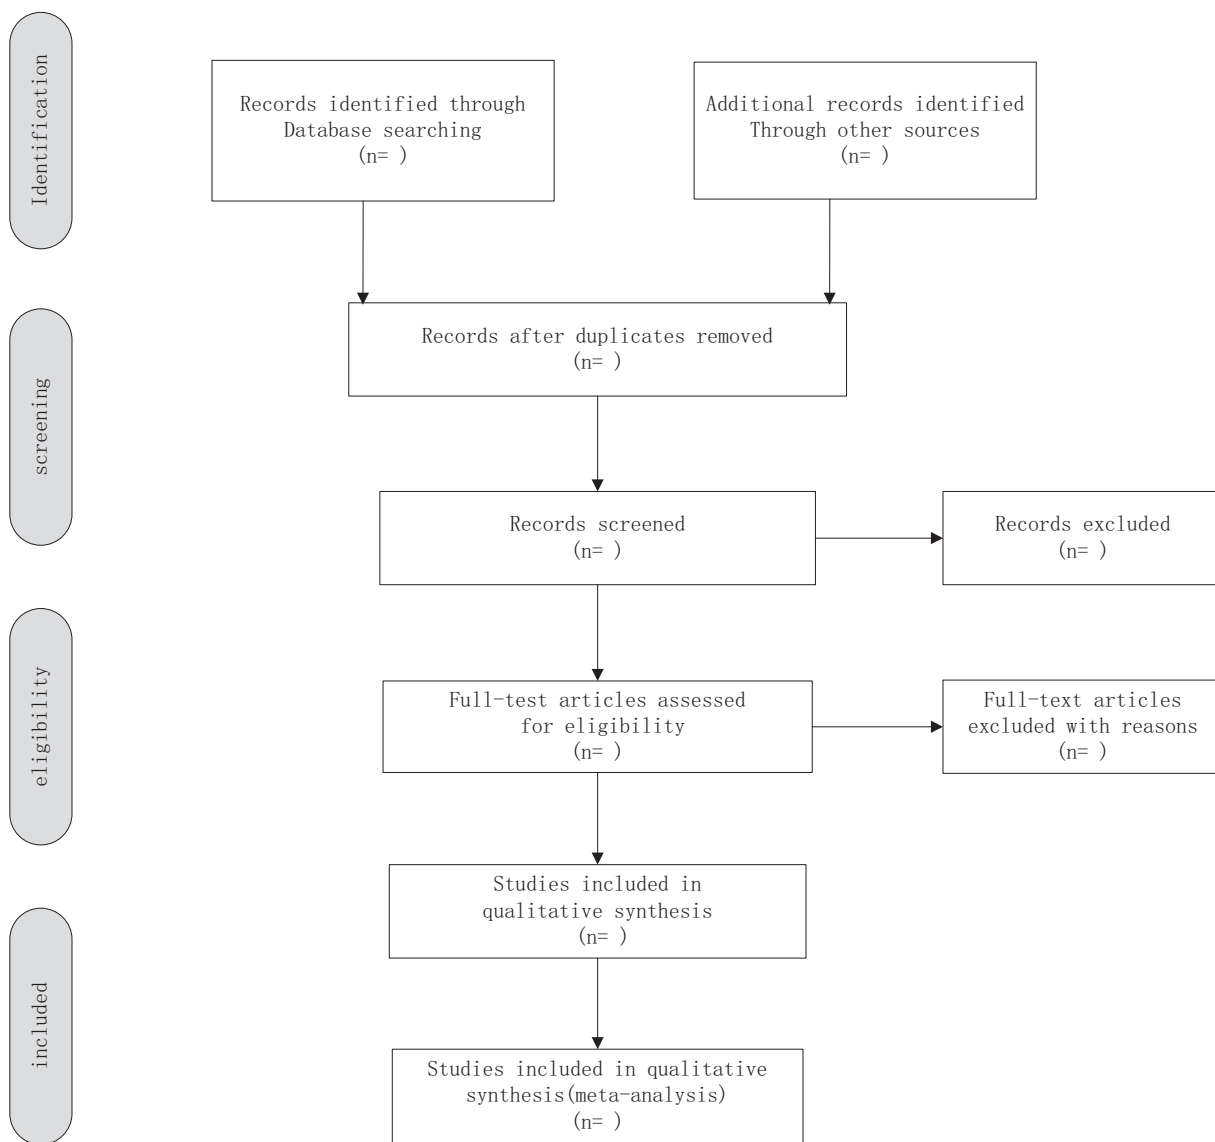 Identification
Records identified through
Database searching
(n= )
Additional records identified
Through other sources
(n= )
screening
Records after duplicates removed
(n= )
Records screened
(n= )
Records excluded
(n= )
eligibility
Full-test articles assessed
for eligibility
(n= )
Full-text articles
excluded with reasons
(n= )
included
Studies included in
qualitative synthesis
(n= )
Studies included in qualitative
synthesis(meta-analysis)
(n= )